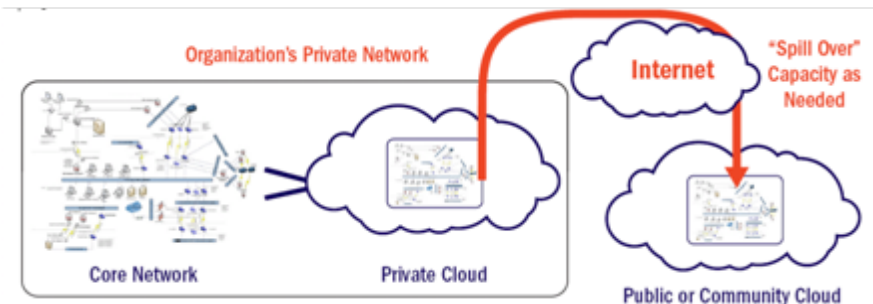 Organization's Private Network
Internet
"Spill Over"
Capacity as
Needed
Core Network
Private Cloud
Public or Community Cloud